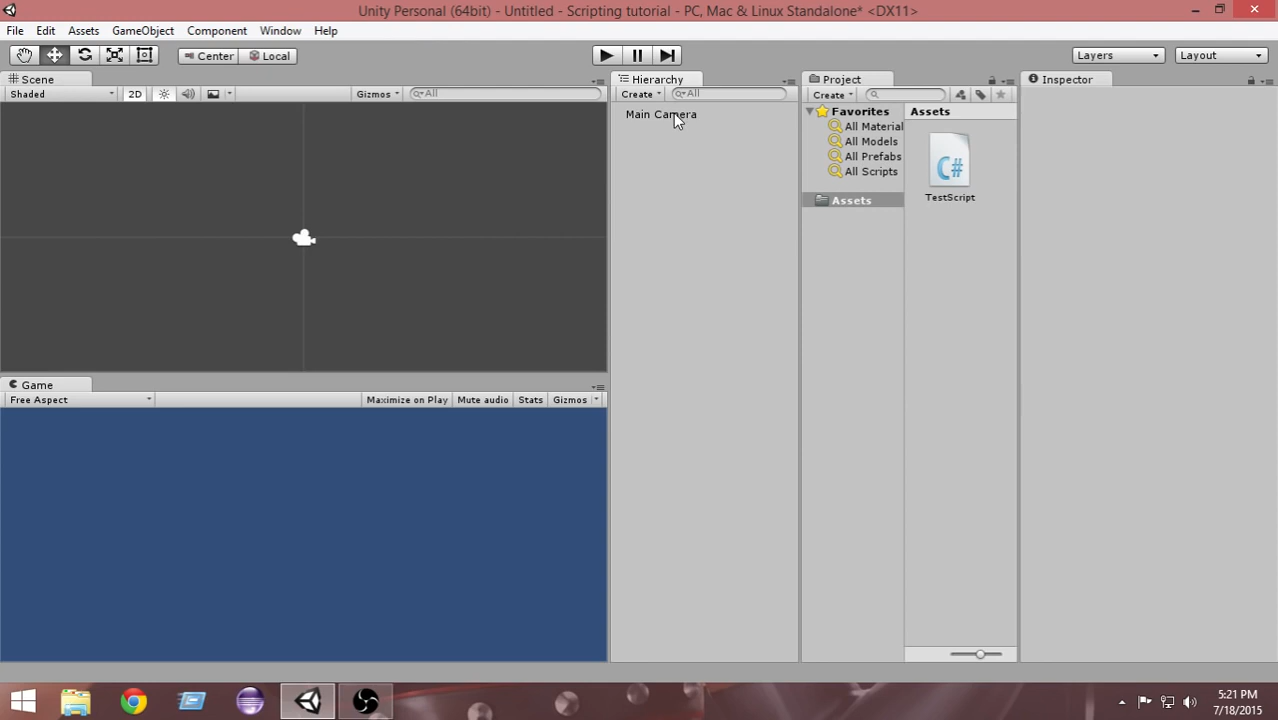 Unity Personal (64bit) - Untitled - Scripting tutorial - PC, Mac & Linux Standalone* <DX11>
File Edit Assets GameObject Component Window Help
Center Local Layers Layout
Scene Hierarchy Project Inspector
Shaded 2D Gizmos All Create All Create
Main Camera Favorites Assets
All Material
All Models
All Prefabs
All Scripts
C#
TestScript
Assets
Game
Free Aspect Maximize on Play Mute audio Stats Gizmos
5:21 PM
7/18/2015